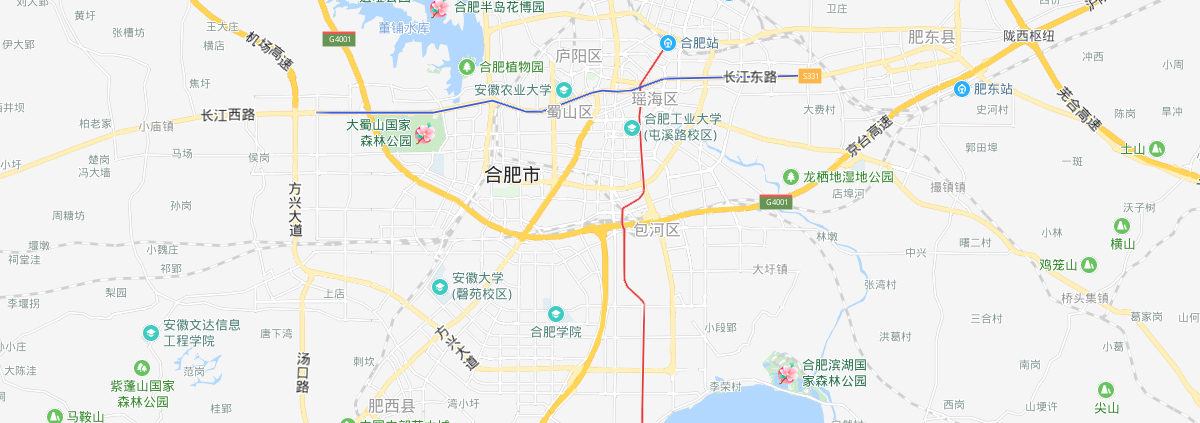 刘大郢
合肥半岛花博园
卫庄
黄圩
王大庄
董铺水库
肥东县
张槽坊
机场高速
G4001
庐阳区
合肥站
陇西枢纽
伊大郢
横店
冲西
焦圩
合肥植物园
长江东路
S331
小周
安徽农业大学
瑶海区
肥东站
芜合高速
长江西路
蜀山区
大费村
史河村
陈岗
旱冲
柏老家
小庙镇
大蜀山国家
森林公园
合肥工业大学
(屯溪路校区)
京台高速
郭田埠
土山
小圩
楚岗
马场
侯岗
一斑
冯大墙
合肥市
龙栖地湿地公园
撮镇镇
店埠河
方兴大道
孙岗
G4001
沃子树
周糖坊
包河区
横山
小林
堰墩
小魏庄
林墩
曙二村
中兴
祠堂洼
祁郢
鸡笼山
大圩镇
安徽大学
(磬苑校区)
张湾村
梨园
上店
桥头集镇
李堰拐
合肥学院
三合村
葛家岗
山何
安徽文达信息
工程学院
唐下湾
方兴大道
小段郢
洪葛村
小小庄
汤口路
剌坟
小葛
大陈洼
范岗
合肥滨湖国
家森林公园
南岗
紫蓬山国家
森林公园
李荣村
尖山
桂郢
肥西县
湾小圩
西岗
山埂许
马鞍山